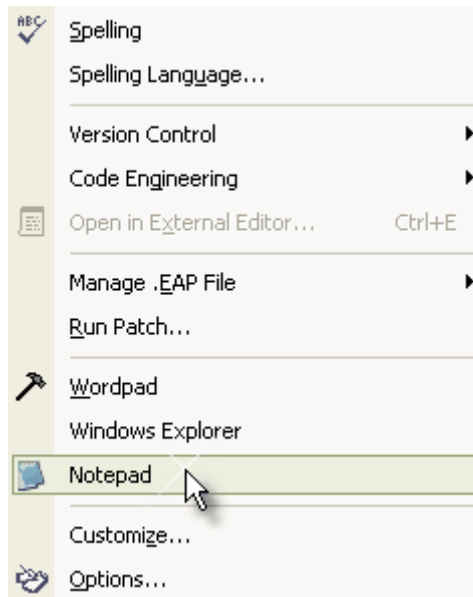 ABC
Spelling
Spelling Language...
Version Control
Code Engineering
Open in External Editor... Ctrl+E
Manage .EAP File
Run Patch...
Wordpad
Windows Explorer
Notepad
Customize...
Options...